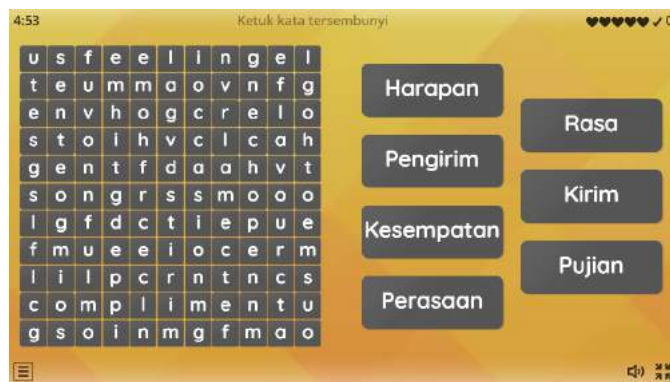 4:53
Ketuk kata tersembunyi
u s f e e l i n g e l
t e u m m a o v n f g
e n v h o g c r e l o
s t o i h v c l c a h
g e n t f d a a h v t
s o n g r s s m o o o
l g f d c t i e p u e
f m u e e i o c e r m
l i l p c r n t n c s
c o m p l i m e n t u
g s o i n m g f m a o
Harapan
Rasa
Pengirim
Kirim
Kesempatan
Pujian
Perasaan